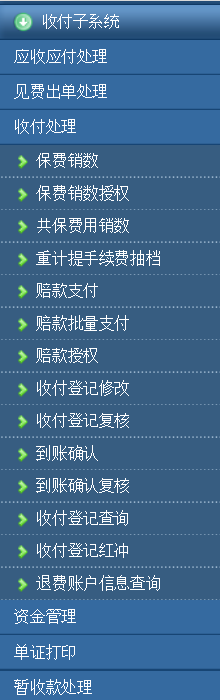 收付子系统
应收应付处理
见费出单处理
收付处理
保费销数
保费销数授权
共保费用销数
重计提手续费抽档
赔款支付
赔款批量支付
赔款授权
收付登记修改
收付登记复核
到账确认
到账确认复核
收付登记查询
收付登记红冲
退费账户信息查询
资金管理
单证打印
暂收款处理